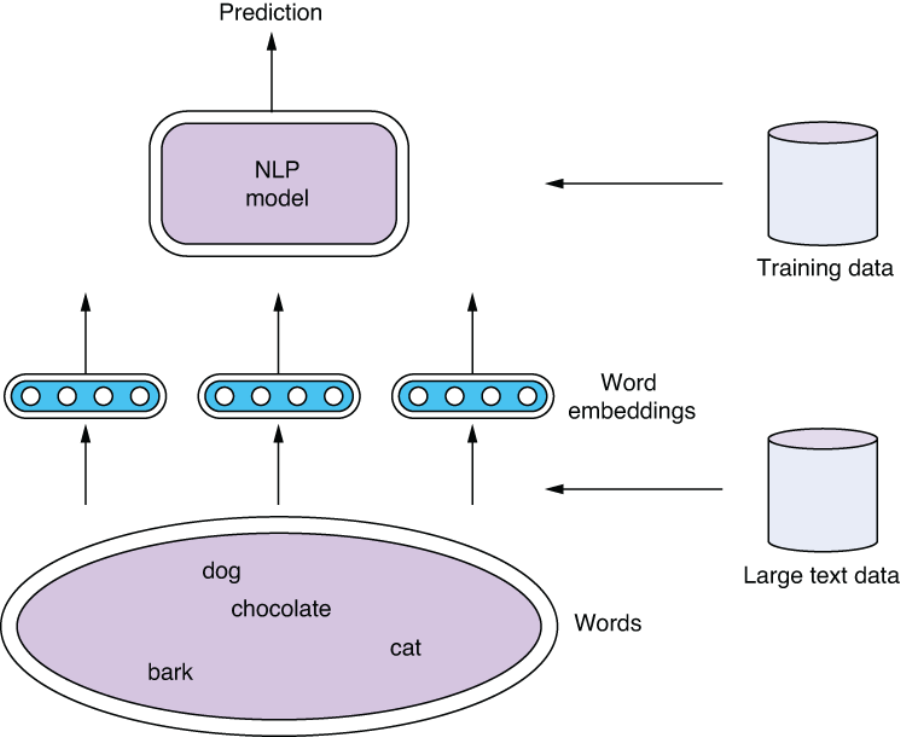 Prediction
NLP
model
Training data
Word
embeddings
Large text data
dog
chocolate
Words
cat
bark